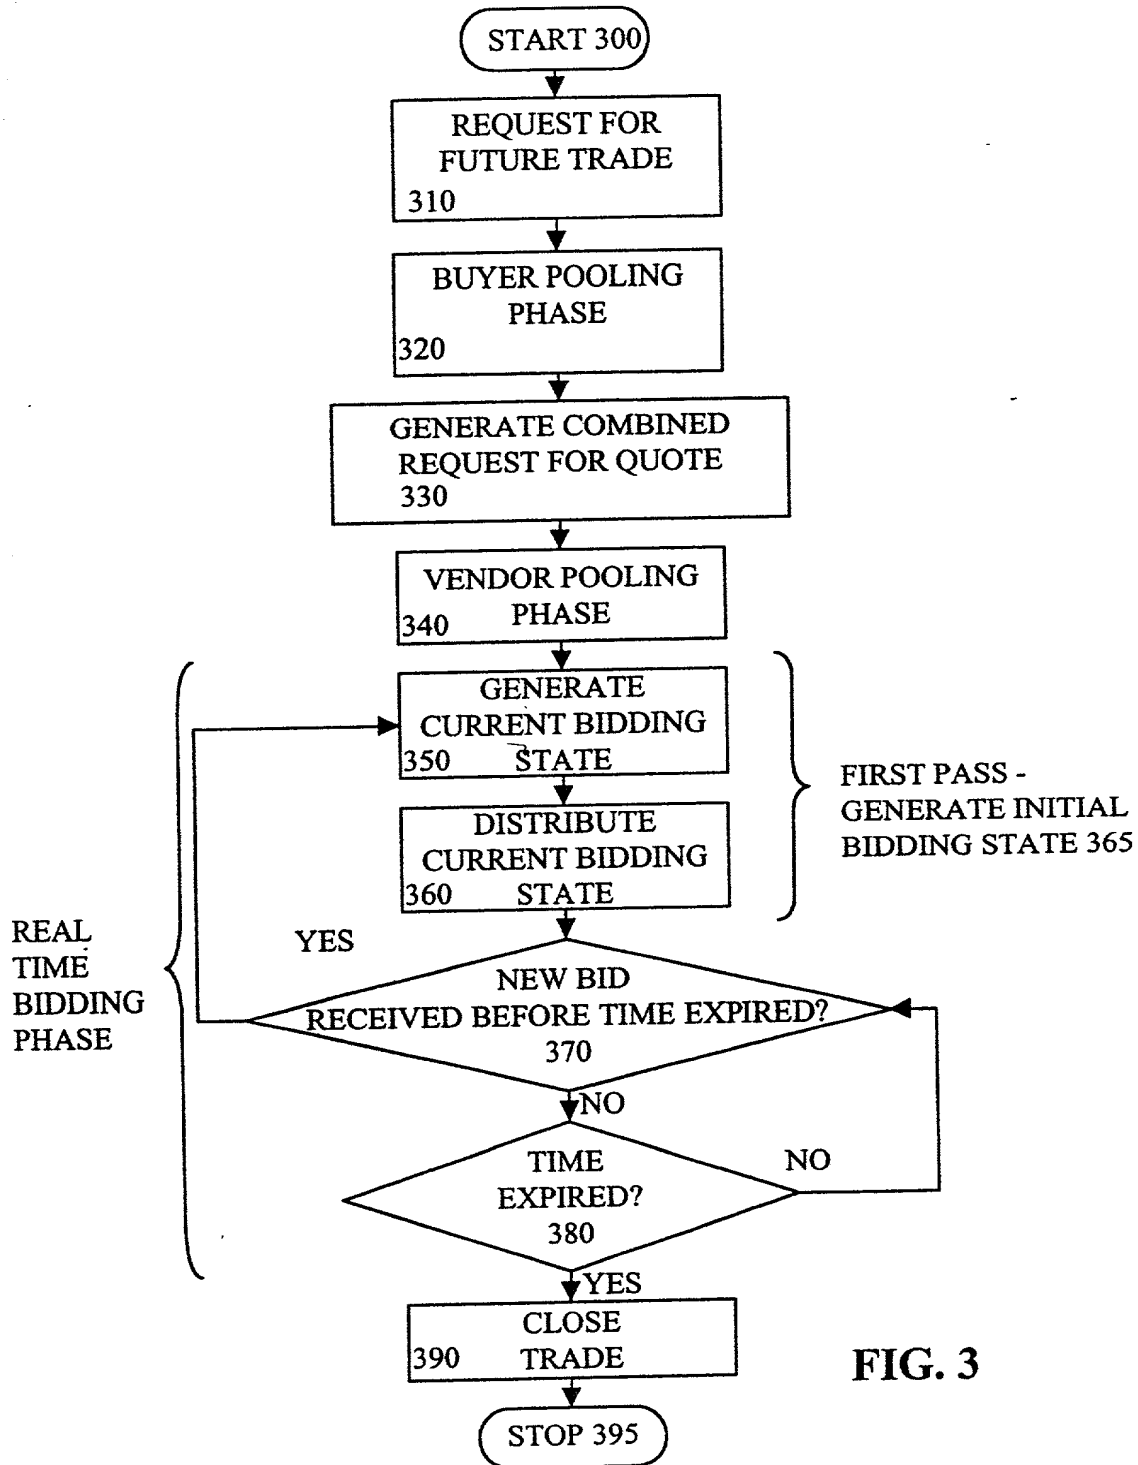 START 300
REQUEST FOR
FUTURE TRADE
310
BUYER POOLING
PHASE
320
GENERATE COMBINED
REQUEST FOR QUOTE
330
VENDOR POOLING
PHASE
340
GENERATE
CURRENT BIDDING
STATE
350
DISTRIBUTE
CURRENT BIDDING
STATE
360
FIRST PASS -
GENERATE INITIAL
BIDDING STATE 365
REAL
TIME
BIDDING
PHASE
YES
NEW BID
RECEIVED BEFORE TIME EXPIRED?
370
NO
TIME
EXPIRED?
380
NO
YES
CLOSE
TRADE
390
STOP 395
FIG. 3